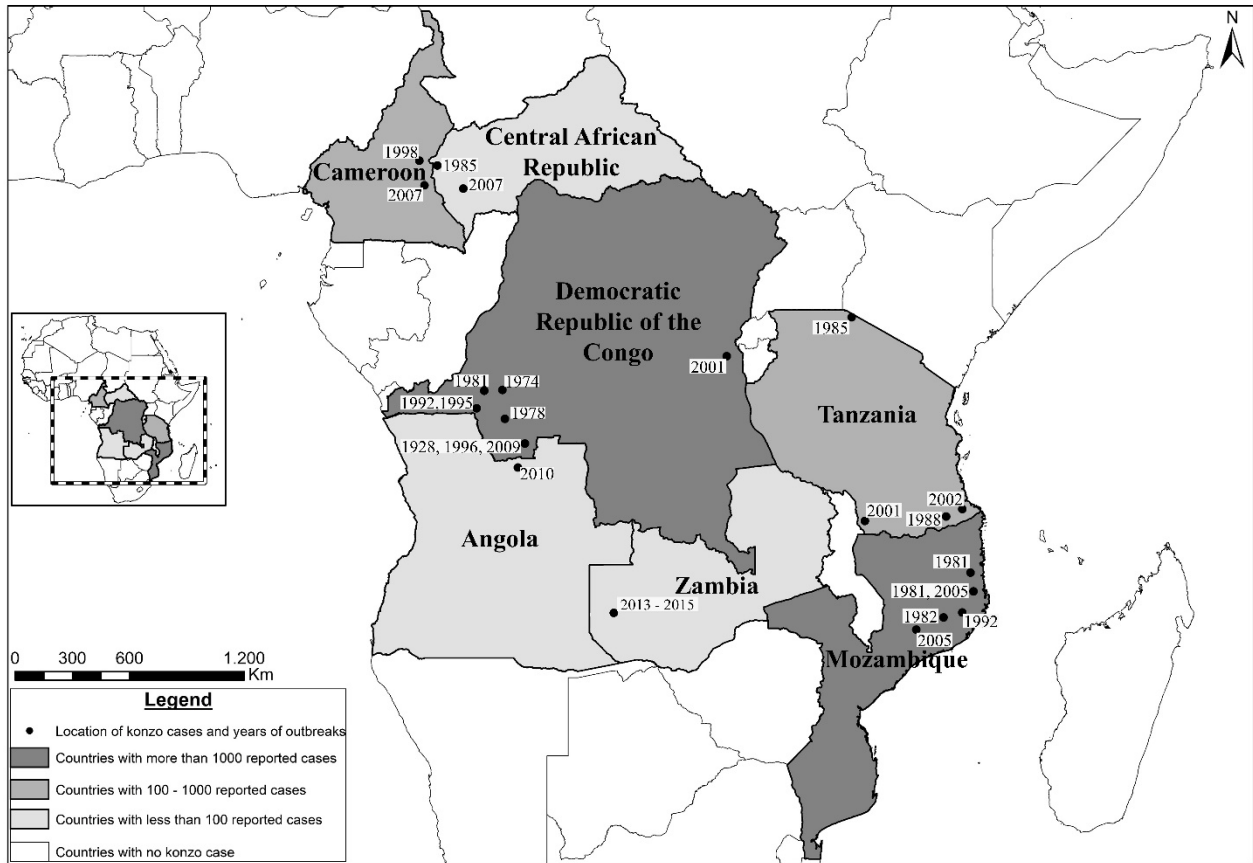 N
Central African
Republic
1998
1985
Cameroon
2007
2007
Democratic
Republic of the
Congo
1985
2001
1981
1974
1992,1995
1978
Tanzania
1928, 1996, 2009
2010
2002
2001
1988
Angola
1981
Zambia
1981, 2005
2013 - 2015
1982
1992
2005
Mozambique
0 300 600 1.200
Km
Legend
Location of konzo cases and years of outbreaks
Countries with more than 1000 reported cases
Countries with 100 - 1000 reported cases
Countries with less than 100 reported cases
Countries with no konzo case